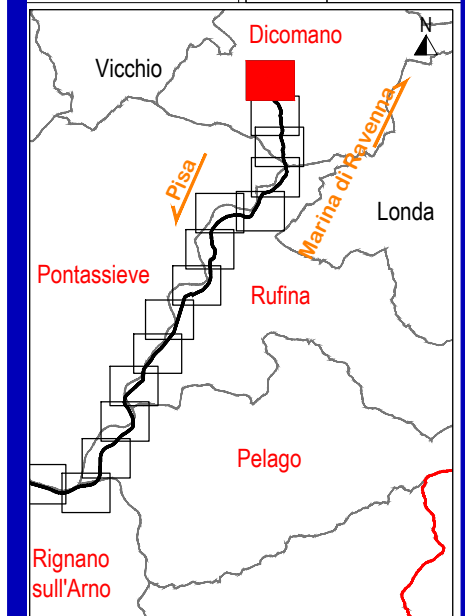 Dicomano
N
Vicchio
Pisa
Marina di Ravenna
Londa
Pontassieve
Rufina
Pelago
Rignano
sull'Arno